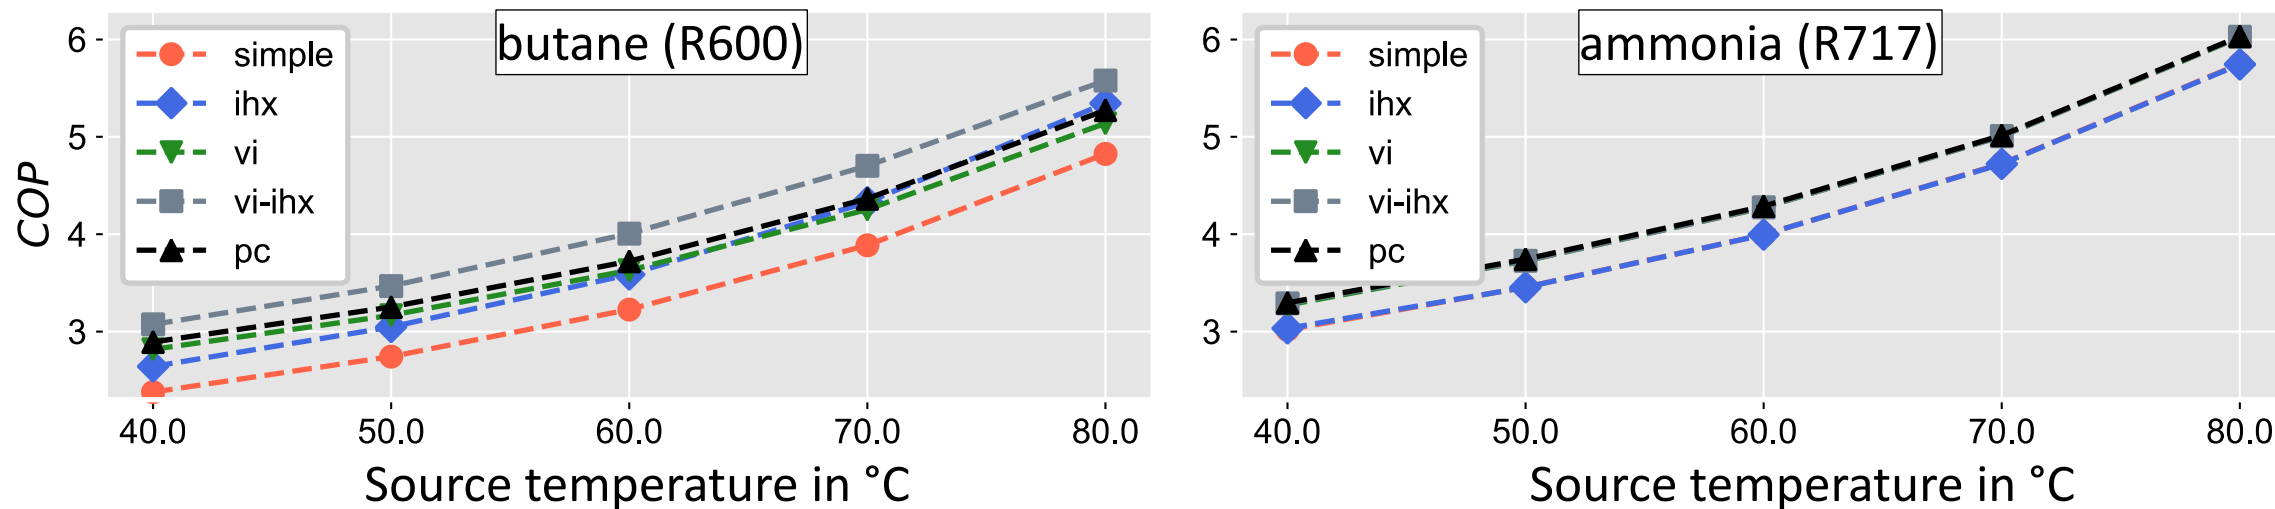 butane (R600)
simple
ihx
vi
vi-ihx
pc
COP
6
5
4
3
40.0 50.0 60.0 70.0 80.0
Source temperature in °C
ammonia (R717)
simple
ihx
vi
vi-ihx
pc
6
5
4
3
40.0 50.0 60.0 70.0 80.0
Source temperature in °C